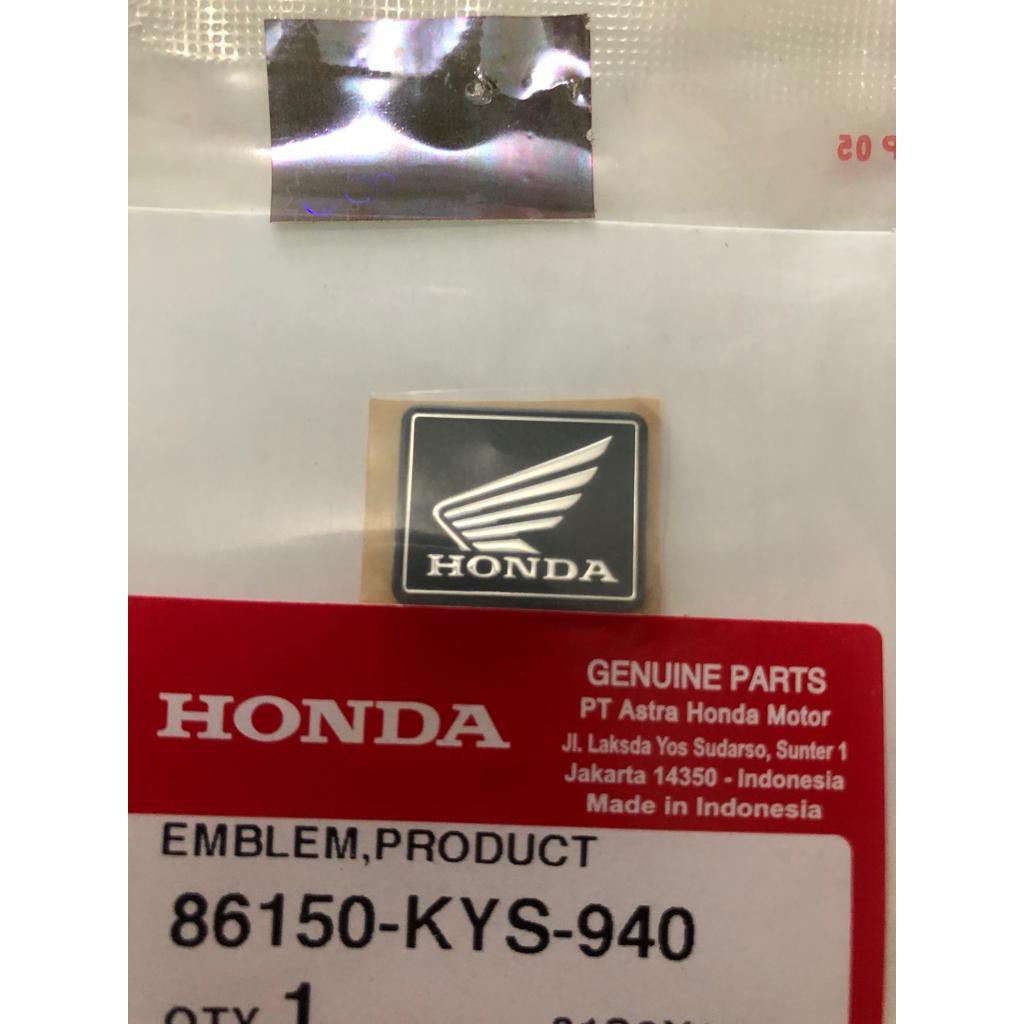 HONDA
HONDA
GENUINE PARTS
PT Astra Honda Motor
Jl. Laksda Yos Sudarso, Sunter 1
Jakarta 14350 - Indonesia
Made in Indonesia
EMBLEM,PRODUCT
86150-KYS-940
QTY 1